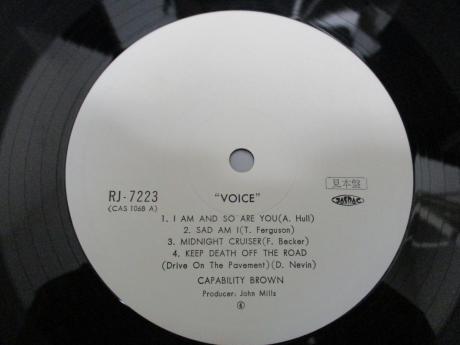 RJ-7223
(CAS 1068 A)
"VOICE"
見本盤
JASRAC
1. I AM AND SO ARE YOU(A. Hull)
2. SAD AM I(T. Ferguson)
3. MIDNIGHT CRUISER(F. Becker)
4. KEEP DEATH OFF THE ROAD
(Drive On The Pavement)(D. Nevin)
CAPABILITY BROWN
Producer: John Mills